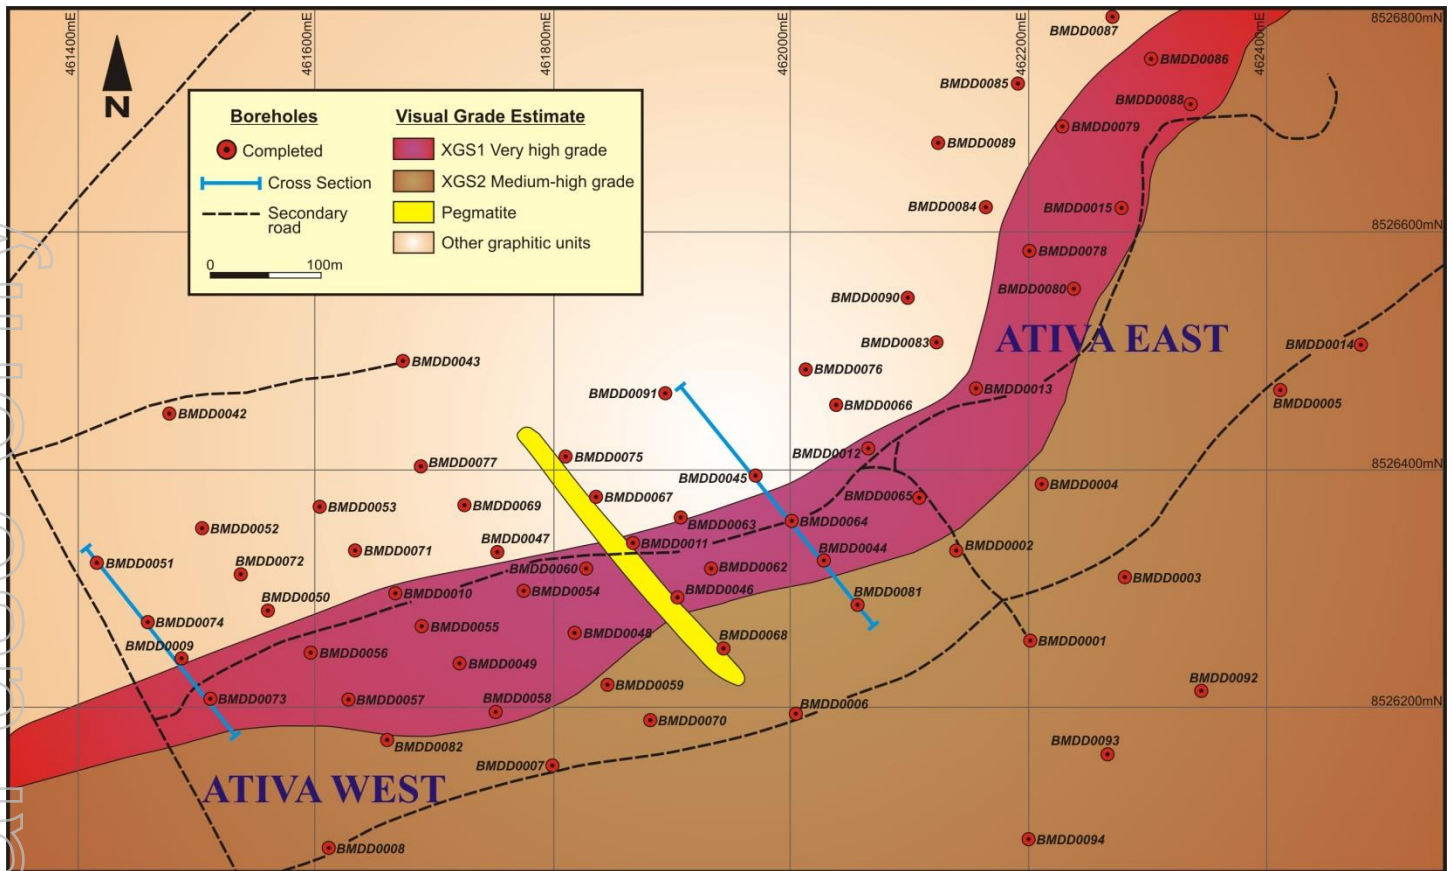 461400mE
461600mE
461800mE
462000mE
462200mE
462400mE
8526800mN
BMDD0087
BMDD0086
BMDD0085
BMDD0088
N
Boreholes
Completed
Cross Section
Secondary
road
0
100m
Visual Grade Estimate
XGS1 Very high grade
XGS2 Medium-high grade
Pegmatite
Other graphitic units
BMDD0079
BMDD0089
BMDD0084
BMDD0015
8526600mN
BMDD0078
BMDD0080
BMDD0090
ATIVA EAST
BMDD0083
BMDD0014
BMDD0043
BMDD0076
BMDD0091
BMDD0013
BMDD0005
BMDD0066
BMDD0042
BMDD0012
BMDD0075
BMDD0077
8526400mN
BMDD0045
BMDD0004
BMDD0067
BMDD0065
BMDD0069
BMDD0053
BMDD0063
BMDD0064
BMDD0052
BMDD0047
BMDD0011
BMDD0071
BMDD0002
BMDD0044
BMDD0051
BMDD0072
BMDD0060
BMDD0062
BMDD0003
BMDD0054
BMDD0010
BMDD0046
BMDD0081
BMDD0050
BMDD0074
BMDD0055
BMDD0048
BMDD0068
BMDD0001
BMDD0009
BMDD0056
BMDD0049
BMDD0059
BMDD0092
BMDD0073
BMDD0057
BMDD0058
8526200mN
BMDD0006
BMDD0070
BMDD0082
BMDD0093
BMDD0007
ATIVA WEST
BMDD0094
BMDD0008